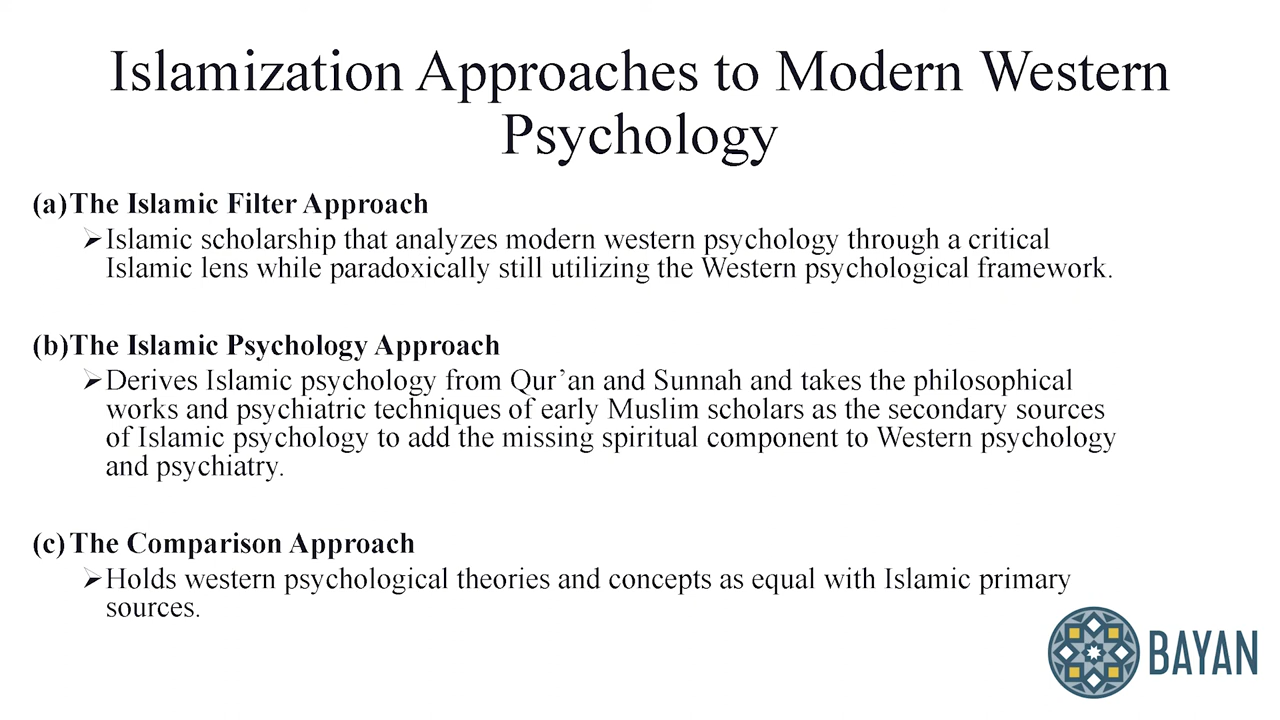 Islamization Approaches to Modern Western
Psychology
(a) The Islamic Filter Approach
➢Islamic scholarship that analyzes modern western psychology through a critical
Islamic lens while paradoxically still utilizing the Western psychological framework.
(b) The Islamic Psychology Approach
➢Derives Islamic psychology from Qur’an and Sunnah and takes the philosophical
works and psychiatric techniques of early Muslim scholars as the secondary sources
of Islamic psychology to add the missing spiritual component to Western psychology
and psychiatry.
(c) The Comparison Approach
➢Holds western psychological theories and concepts as equal with Islamic primary
sources.
BAYAN